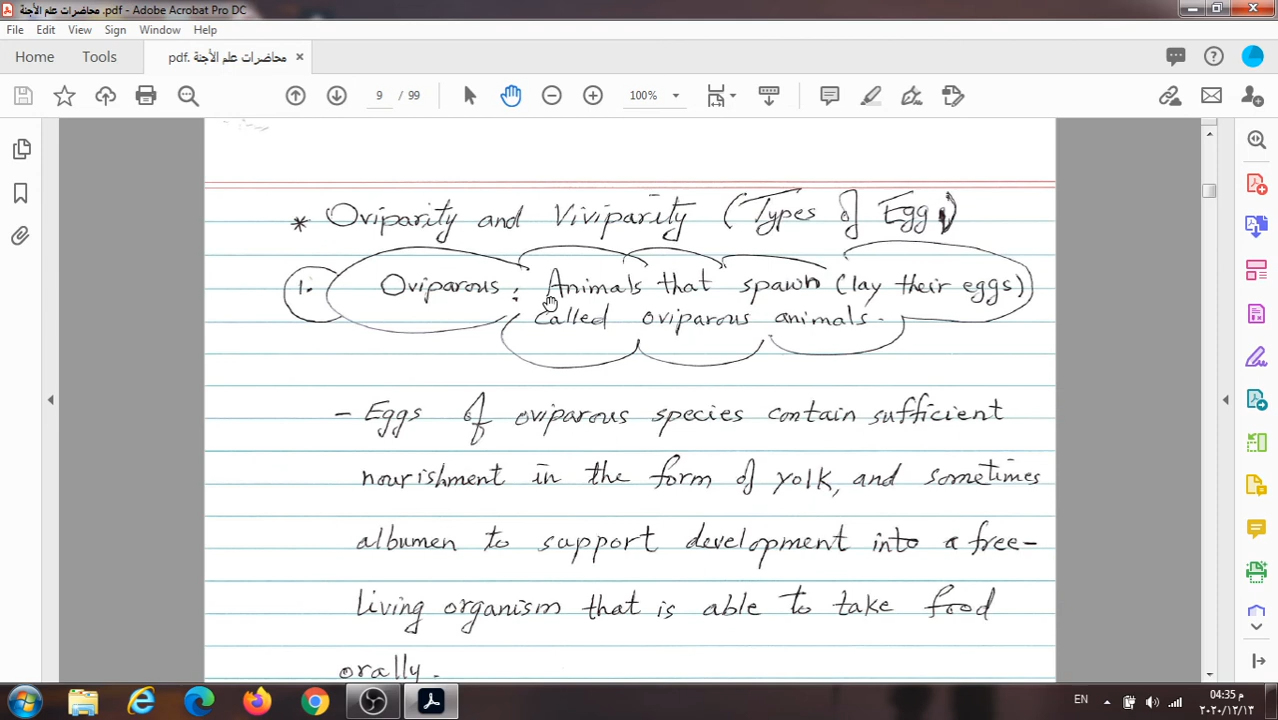 محاضرات علم الأجنة .pdf - Adobe Acrobat Pro DC
File Edit View Sign Window Help
Home Tools محاضرات علم الأجنة .pdf ×
9 / 99 100%
* Oviparity and Viviparity (Types of Egg)
1. Oviparous : Animals that spawn (lay their eggs)
called oviparous animals.
- Eggs of oviparous species contain sufficient
nourishment in the form of yolk, and sometimes
albumen to support development into a free-
living organism that is able to take food
orally.
EN م 04:35
٢٠٢٠/١٢/١٣